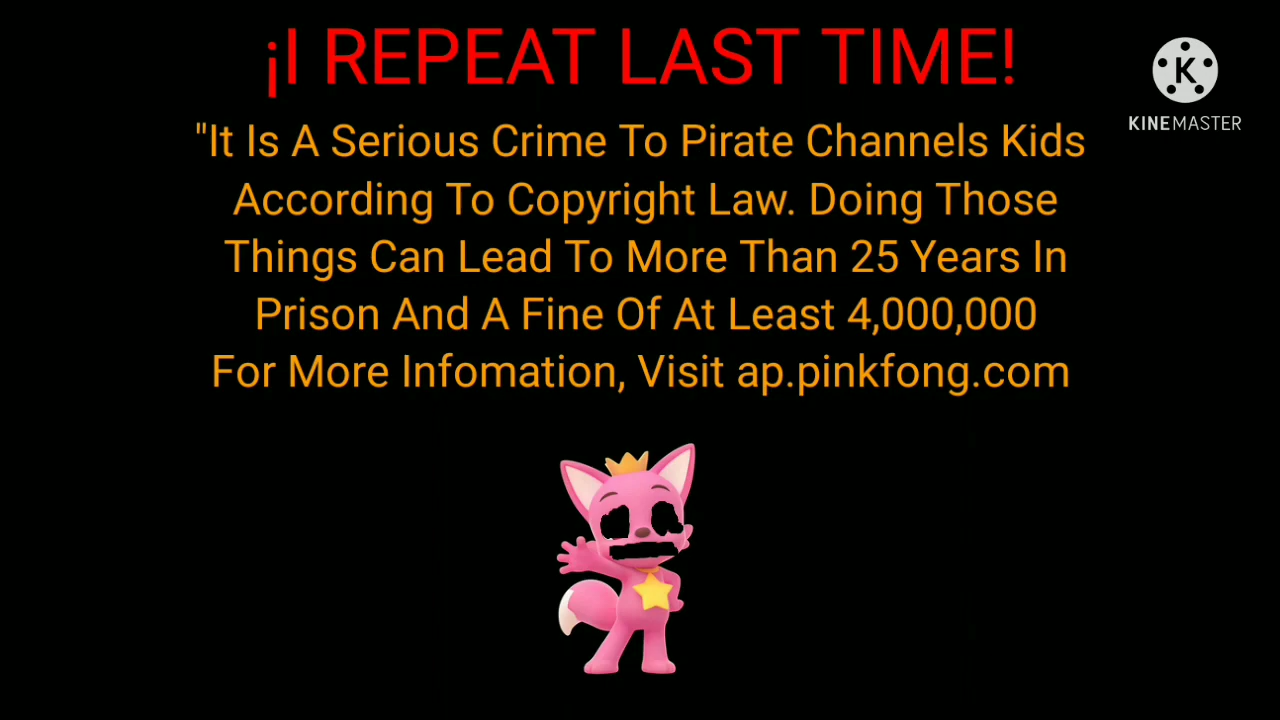 ¡I REPEAT LAST TIME!
"It Is A Serious Crime To Pirate Channels Kids
According To Copyright Law. Doing Those
Things Can Lead To More Than 25 Years In
Prison And A Fine Of At Least 4,000,000
For More Infomation, Visit ap.pinkfong.com
K
KINEMASTER